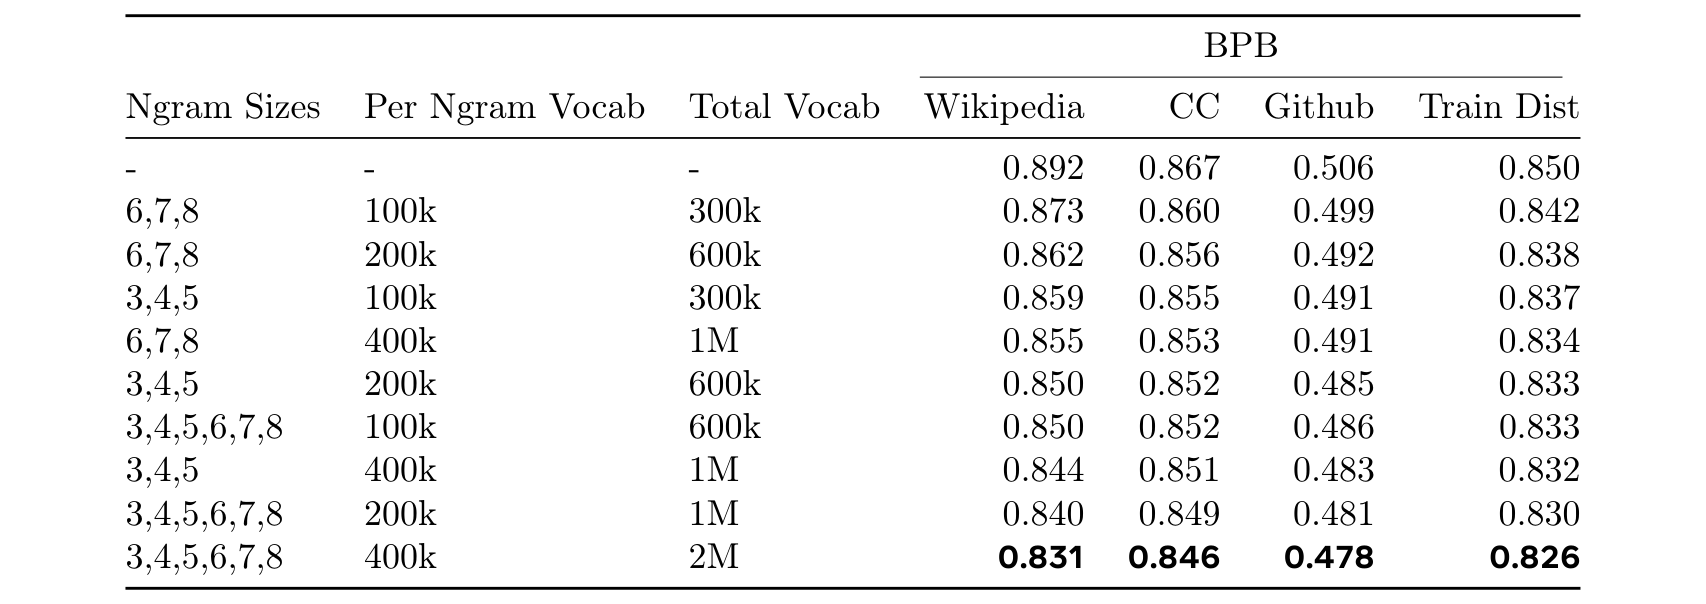 BPB
Ngram Sizes Per Ngram Vocab Total Vocab Wikipedia CC Github Train Dist
- - - 0.892 0.867 0.506 0.850
6,7,8 100k 300k 0.873 0.860 0.499 0.842
6,7,8 200k 600k 0.862 0.856 0.492 0.838
3,4,5 100k 300k 0.859 0.855 0.491 0.837
6,7,8 400k 1M 0.855 0.853 0.491 0.834
3,4,5 200k 600k 0.850 0.852 0.485 0.833
3,4,5,6,7,8 100k 600k 0.850 0.852 0.486 0.833
3,4,5 400k 1M 0.844 0.851 0.483 0.832
3,4,5,6,7,8 200k 1M 0.840 0.849 0.481 0.830
3,4,5,6,7,8 400k 2M 0.831 0.846 0.478 0.826